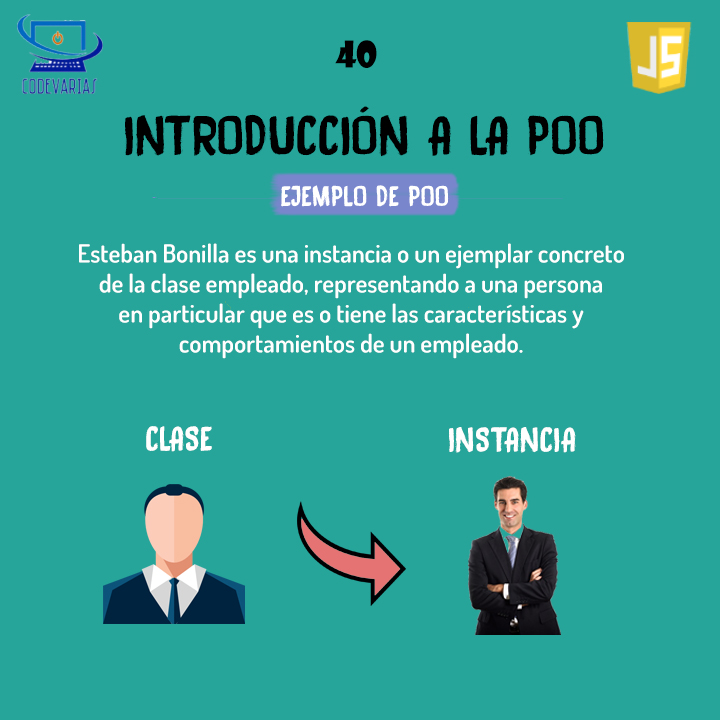 CODEVARIAS
40
JS
INTRODUCCIÓN A LA POO
EJEMPLO DE POO
Esteban Bonilla es una instancia o un ejemplar concreto
de la clase empleado, representando a una persona
en particular que es o tiene las características y
comportamientos de un empleado.
CLASE
INSTANCIA